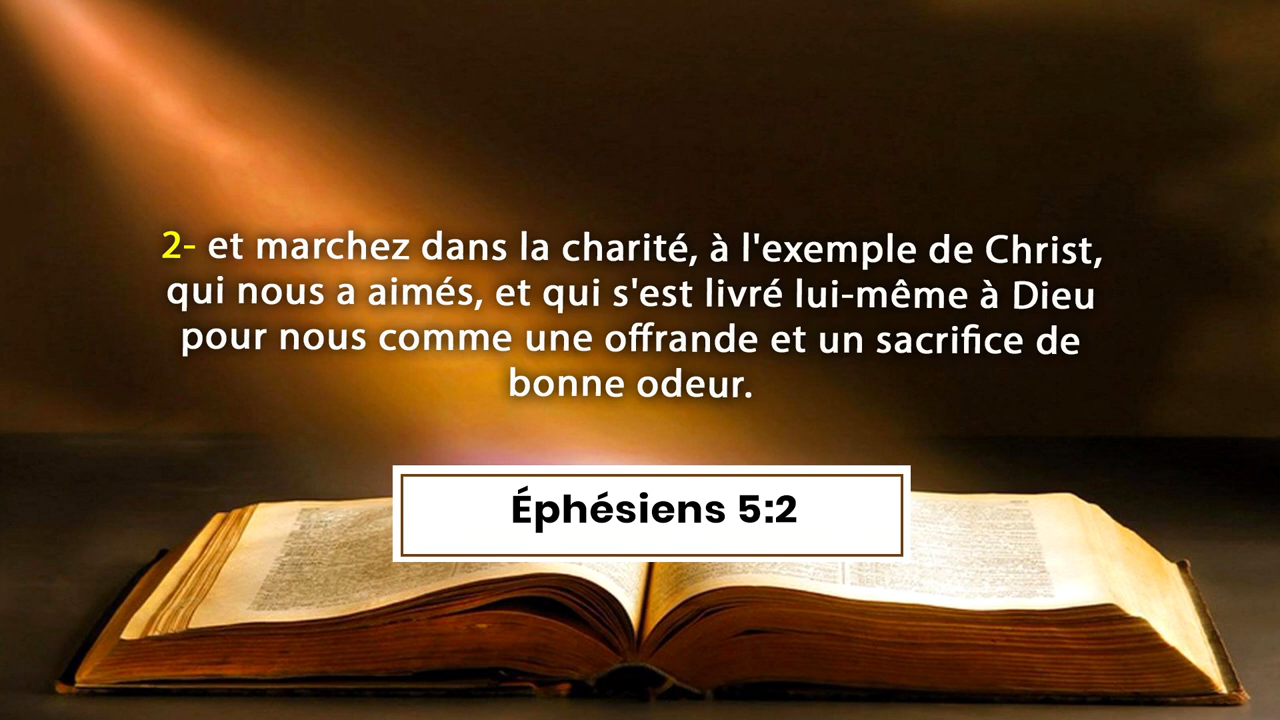 2- et marchez dans la charité, à l'exemple de Christ,
qui nous a aimés, et qui s'est livré lui-même à Dieu
pour nous comme une offrande et un sacrifice de
bonne odeur.
Éphésiens 5:2